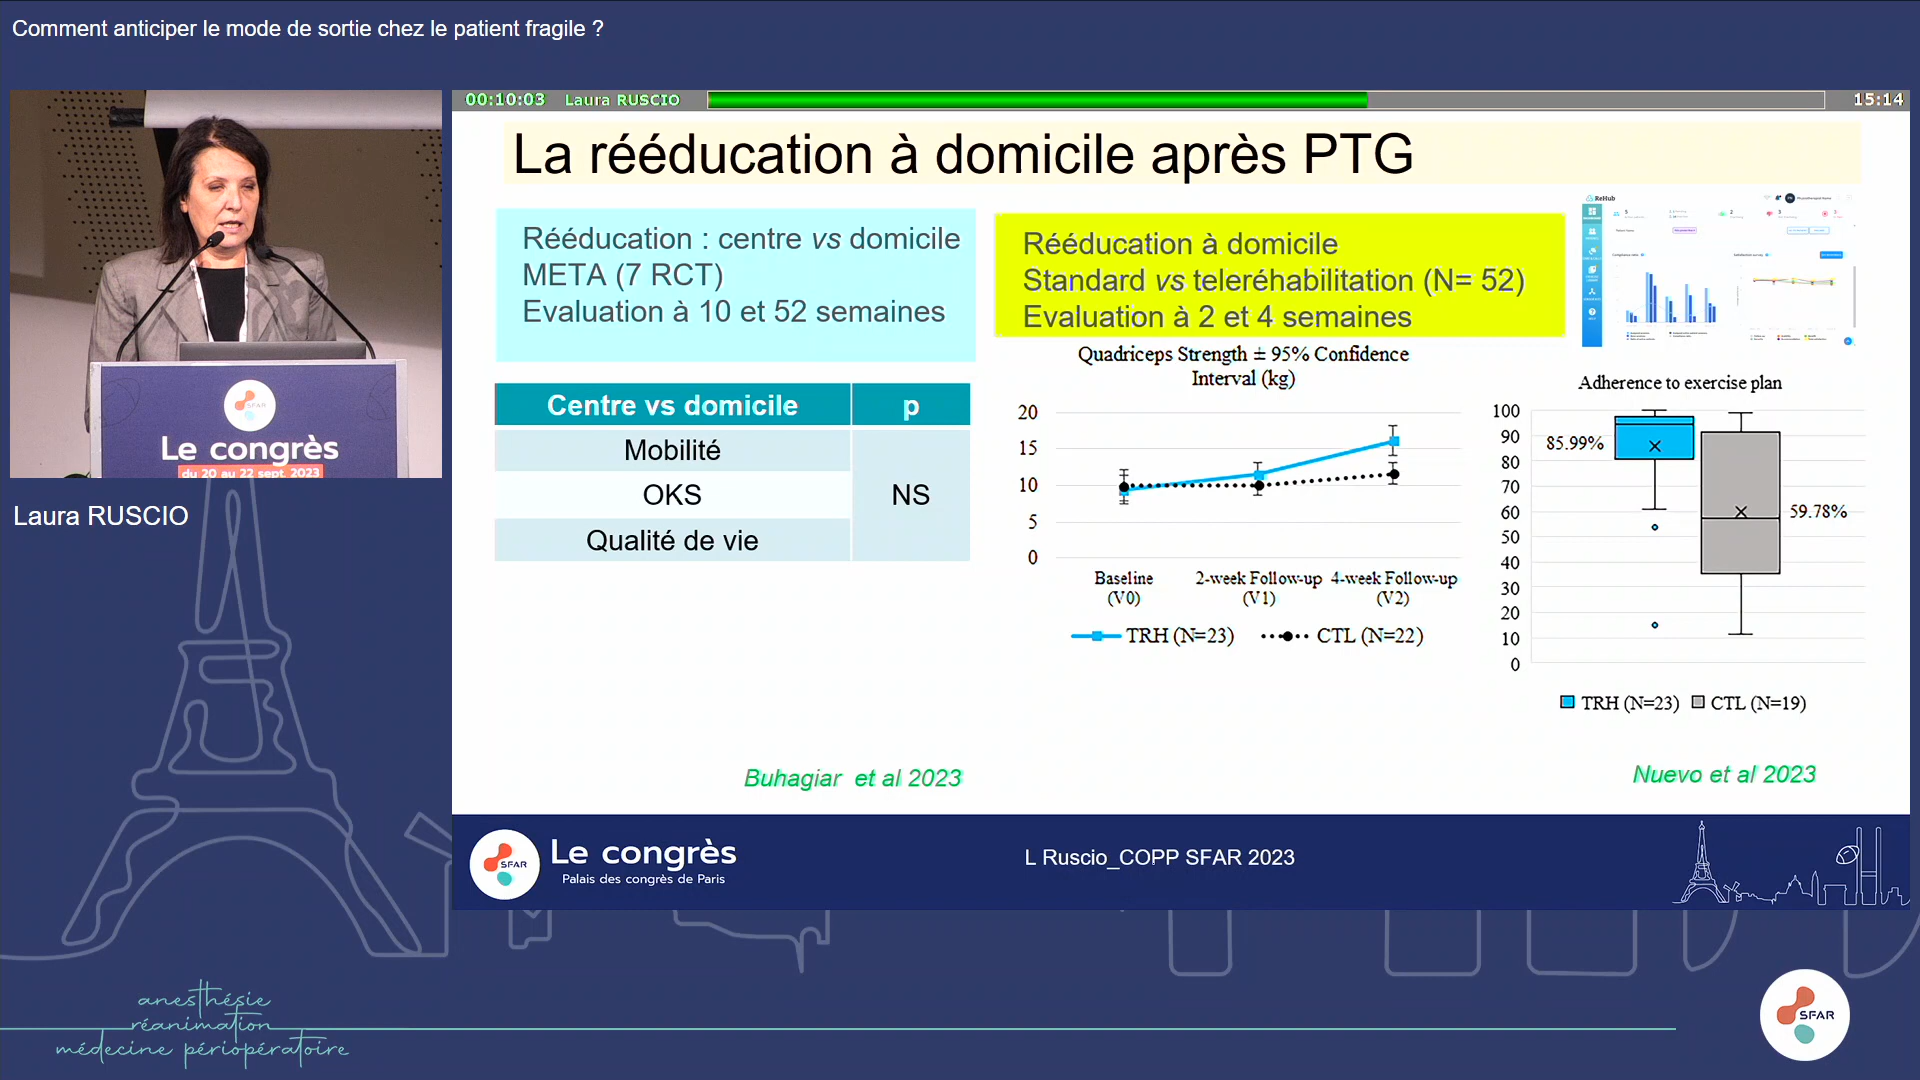 Comment anticiper le mode de sortie chez le patient fragile ?
00:10:03 Laura RUSCIO 15:14
La rééducation à domicile après PTG
Rééducation : centre vs domicile
META (7 RCT)
Evaluation à 10 et 52 semaines
Centre vs domicile p
Mobilité
OKS
NS
Qualité de vie
Buhagiar et al 2023
Rééducation à domicile
Standard vs teleréhabilitation (N= 52)
Evaluation à 2 et 4 semaines
ReHub
Quadriceps Strength ± 95% Confidence
Interval (kg)
20
15
10
5
0
Baseline
(V0)
2-week Follow-up
(V1)
4-week Follow-up
(V2)
TRH (N=23) CTL (N=22)
Adherence to exercise plan
100
90
80
70
60
50
40
30
20
10
0
85.99%
59.78%
TRH (N=23) CTL (N=19)
Nuevo et al 2023
SFAR
Le congrès
du 20 au 22 sept. 2023
Laura RUSCIO
SFAR
Le congrès
Palais des congrès de Paris
L Ruscio_COPP SFAR 2023
anesthésie
réanimation
médecine périopératoire
SFAR